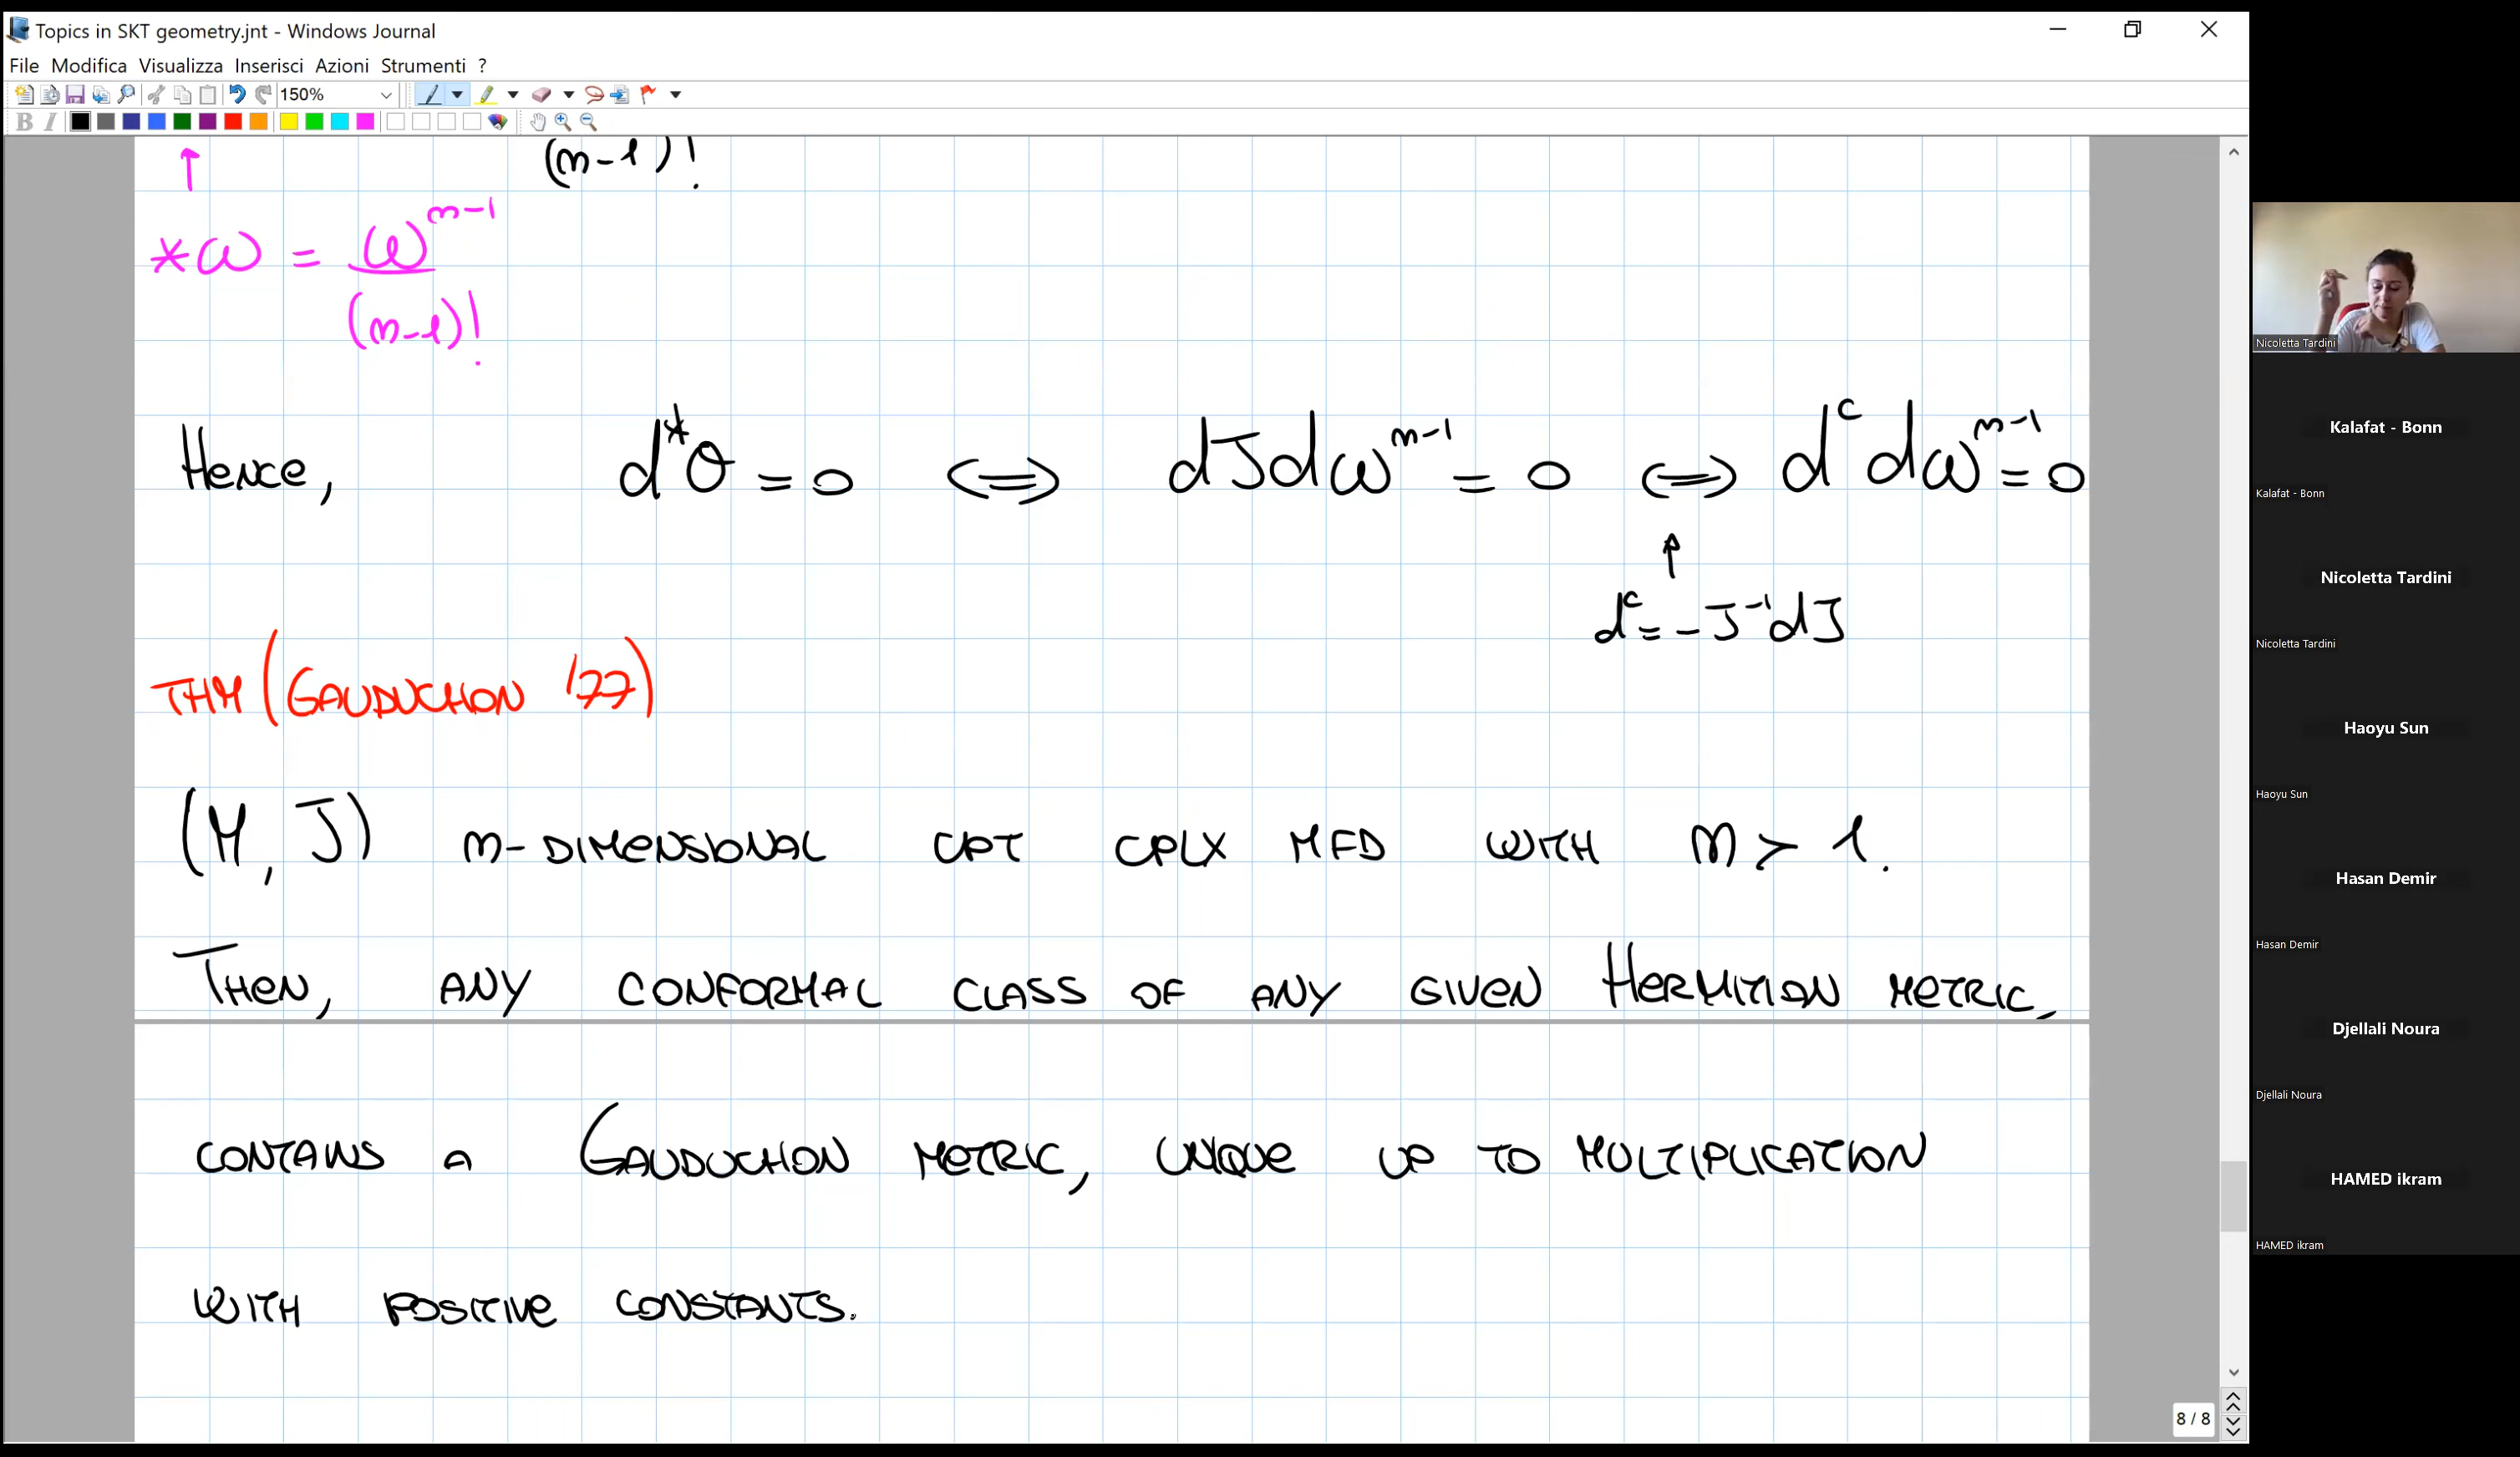 Topics in SKT geometry.jnt - Windows Journal
File Modifica Visualizza Inserisci Azioni Strumenti ?
150%
B I
(n-1)!
*ω = ω^{n-1} / (n-1)!
Hence, d*θ = 0 ⟺ dJdω^{n-1} = 0 ⟺ d^c dω^{n-1} = 0
↑
d^c = - J^{-1}dJ
THM (GAUDUCHON '77)
(M, J) n-DIMENSIONAL CPT CPLX MFD WITH n > 1.
THEN, ANY CONFORMAL CLASS OF ANY GIVEN HERMITIAN METRIC,
CONTAINS A GAUDUCHON METRIC, UNIQUE UP TO MULTIPLICATION
WITH POSITIVE CONSTANTS.
8 / 8
Nicoletta Tardini
Kalafat - Bonn
Kalafat - Bonn
Nicoletta Tardini
Nicoletta Tardini
Haoyu Sun
Haoyu Sun
Hasan Demir
Hasan Demir
Djellali Noura
Djellali Noura
HAMED ikram
HAMED ikram